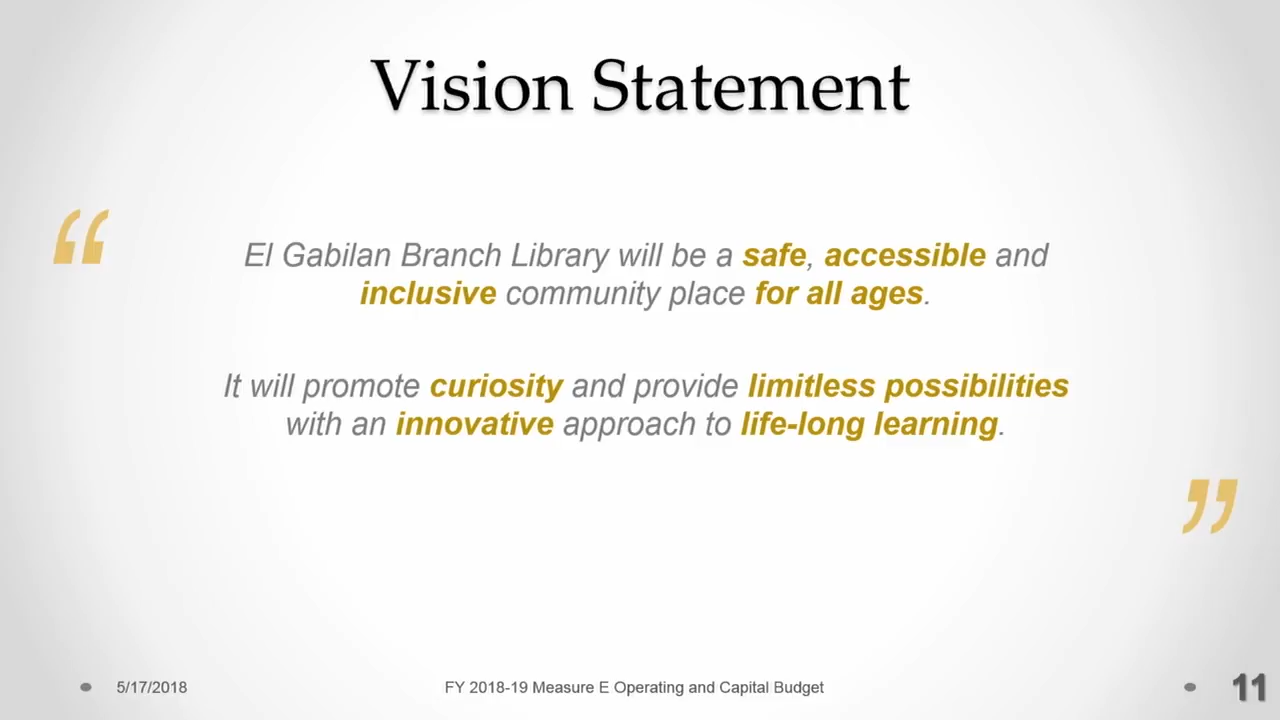 Vision Statement
“
El Gabilan Branch Library will be a safe, accessible and
inclusive community place for all ages.
It will promote curiosity and provide limitless possibilities
with an innovative approach to life-long learning.
”
5/17/2018
FY 2018-19 Measure E Operating and Capital Budget
11